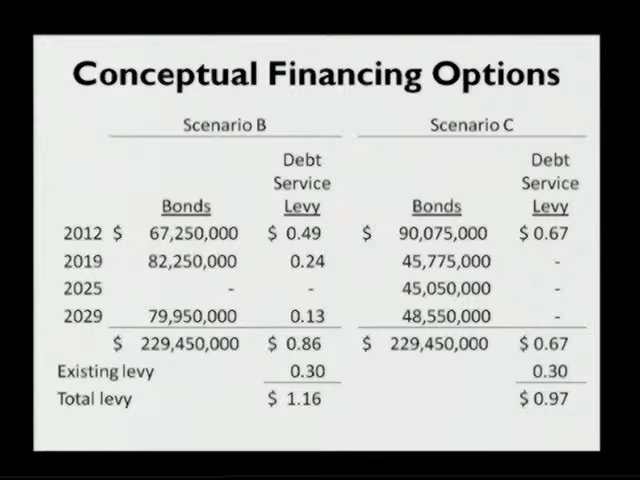 Conceptual Financing Options
Scenario B Scenario C
Debt Debt
Service Service
Bonds Levy Bonds Levy
2012 $ 67,250,000 $ 0.49 $ 90,075,000 $ 0.67
2019 82,250,000 0.24 45,775,000 -
2025 - - 45,050,000 -
2029 79,950,000 0.13 48,550,000 -
$ 229,450,000 $ 0.86 $ 229,450,000 $ 0.67
Existing levy 0.30 0.30
Total levy $ 1.16 $ 0.97